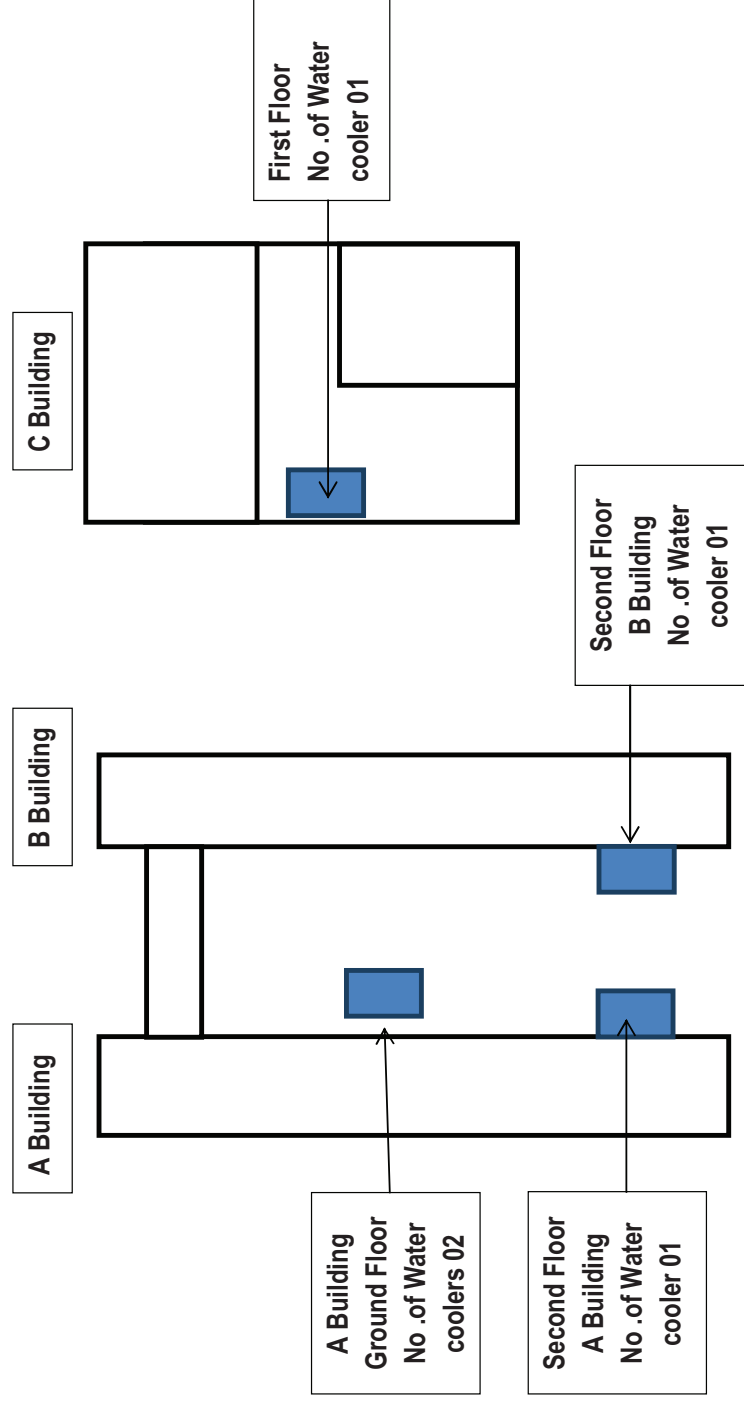 A Building
B Building
C Building
A Building
Ground Floor
No .of Water
coolers 02
Second Floor
A Building
No .of Water
cooler 01
Second Floor
B Building
No .of Water
cooler 01
First Floor
No .of Water
cooler 01